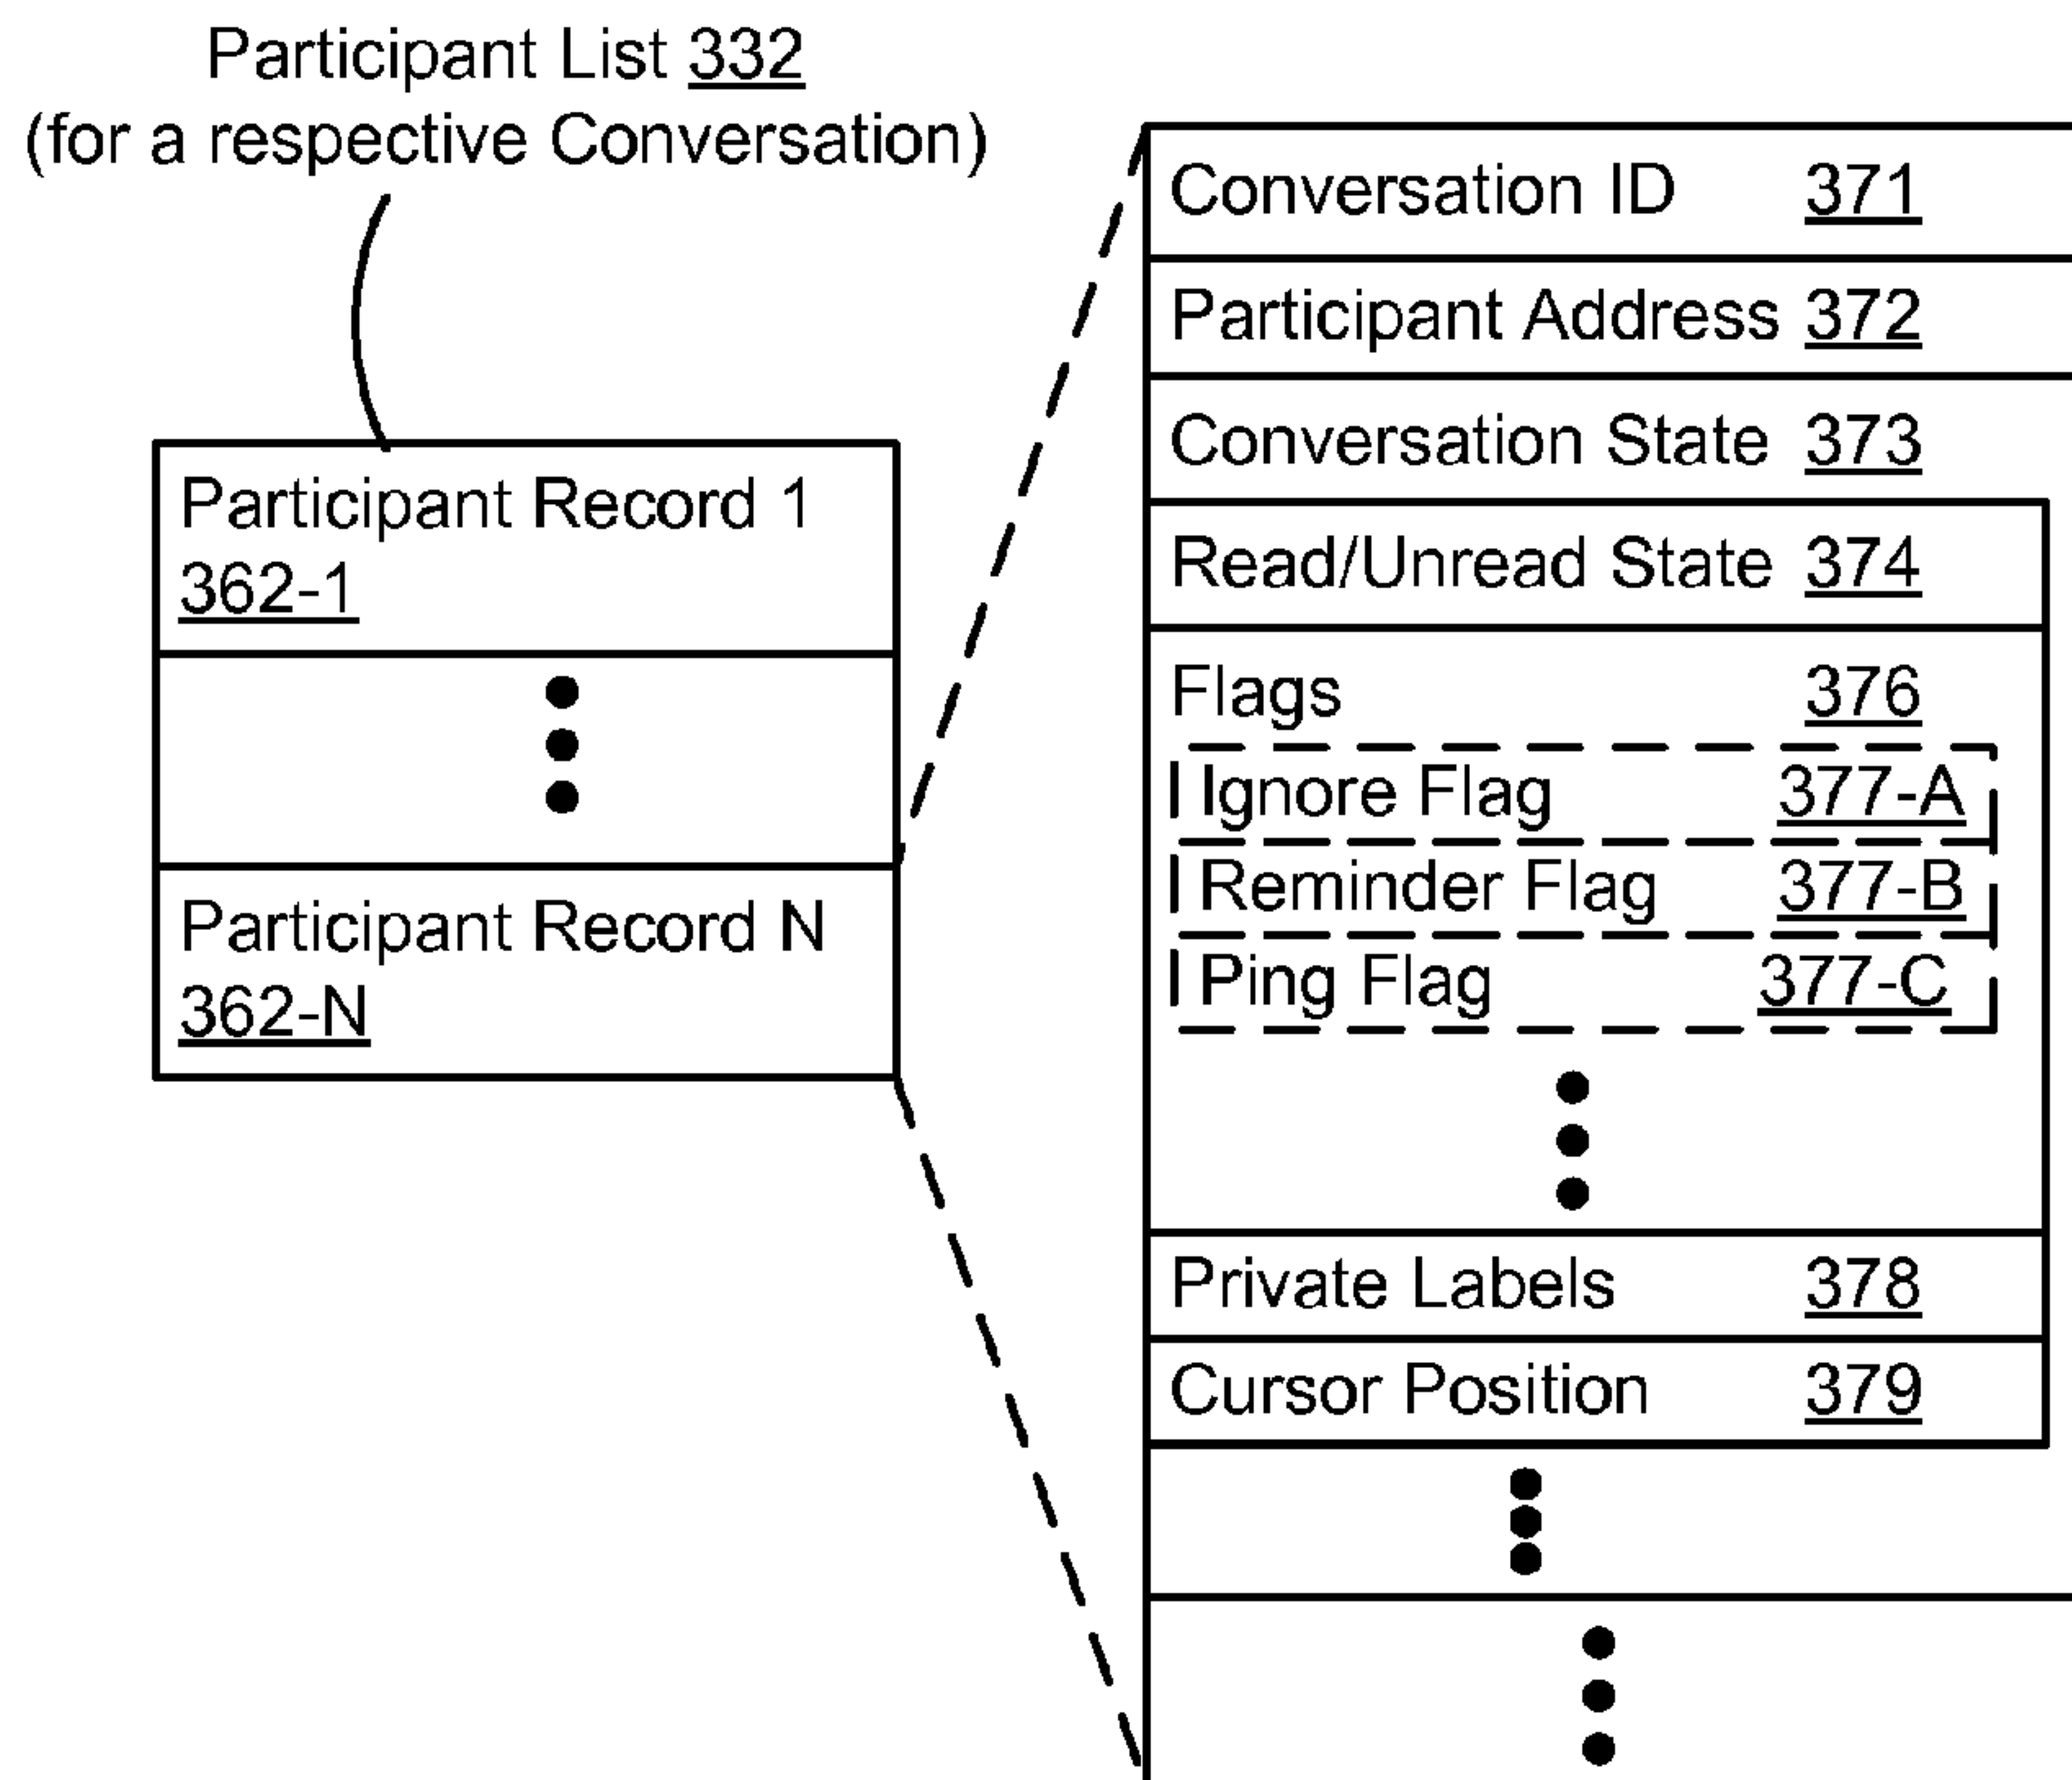 Participant List 332
(for a respective Conversation)
Participant Record 1
362-1
Participant Record N
362-N
Conversation ID 371
Participant Address 372
Conversation State 373
Read/Unread State 374
Flags 376
Ignore Flag 377-A
Reminder Flag 377-B
Ping Flag 377-C
Private Labels 378
Cursor Position 379